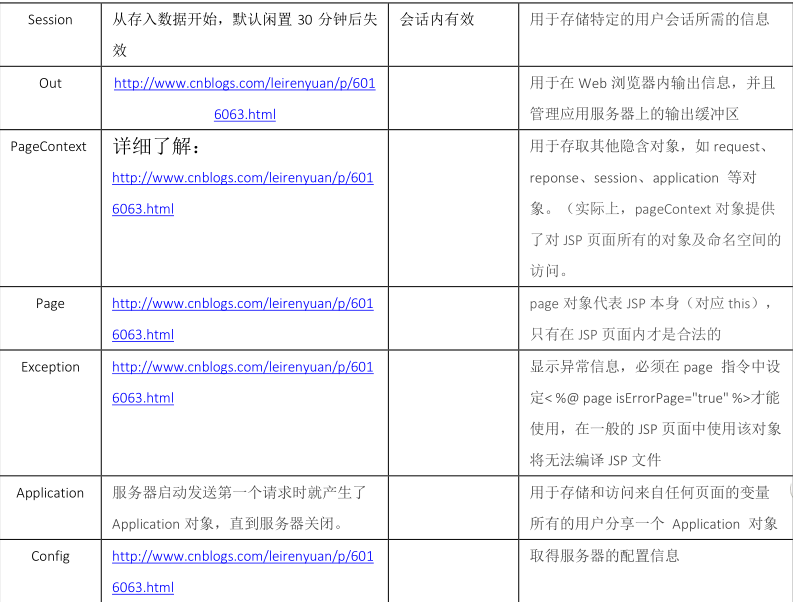 Session
从存入数据开始，默认闲置 30 分钟后失
效
会话内有效
用于存储特定的用户会话所需的信息
Out
http://www.cnblogs.com/leirenyuan/p/601
6063.html
用于在 Web 浏览器内输出信息，并且
管理应用服务器上的输出缓冲区
PageContext
详细了解：
http://www.cnblogs.com/leirenyuan/p/601
6063.html
用于存取其他隐含对象，如 request、
reponse、session、application 等对
象。（实际上，pageContext 对象提供
了对 JSP 页面所有的对象及命名空间的
访问。
Page
http://www.cnblogs.com/leirenyuan/p/601
6063.html
page 对象代表 JSP 本身（对应 this），
只有在 JSP 页面内才是合法的
Exception
http://www.cnblogs.com/leirenyuan/p/601
6063.html
显示异常信息，必须在 page 指令中设
定< %@ page isErrorPage="true" %>才能
使用，在一般的 JSP 页面中使用该对象
将无法编译 JSP 文件
Application
服务器启动发送第一个请求时就产生了
Application 对象，直到服务器关闭。
用于存储和访问来自任何页面的变量
所有的用户分享一个 Application 对象
Config
http://www.cnblogs.com/leirenyuan/p/601
6063.html
取得服务器的配置信息